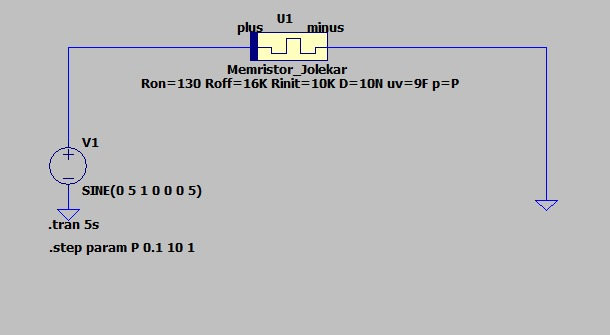 U1
plus minus
Memristor_Jolekar
Ron=130 Roff=16K Rinit=10K D=10N uv=9F p=P
V1
SINE(0 5 1 0 0 0 5)
.tran 5s
.step param P 0.1 10 1